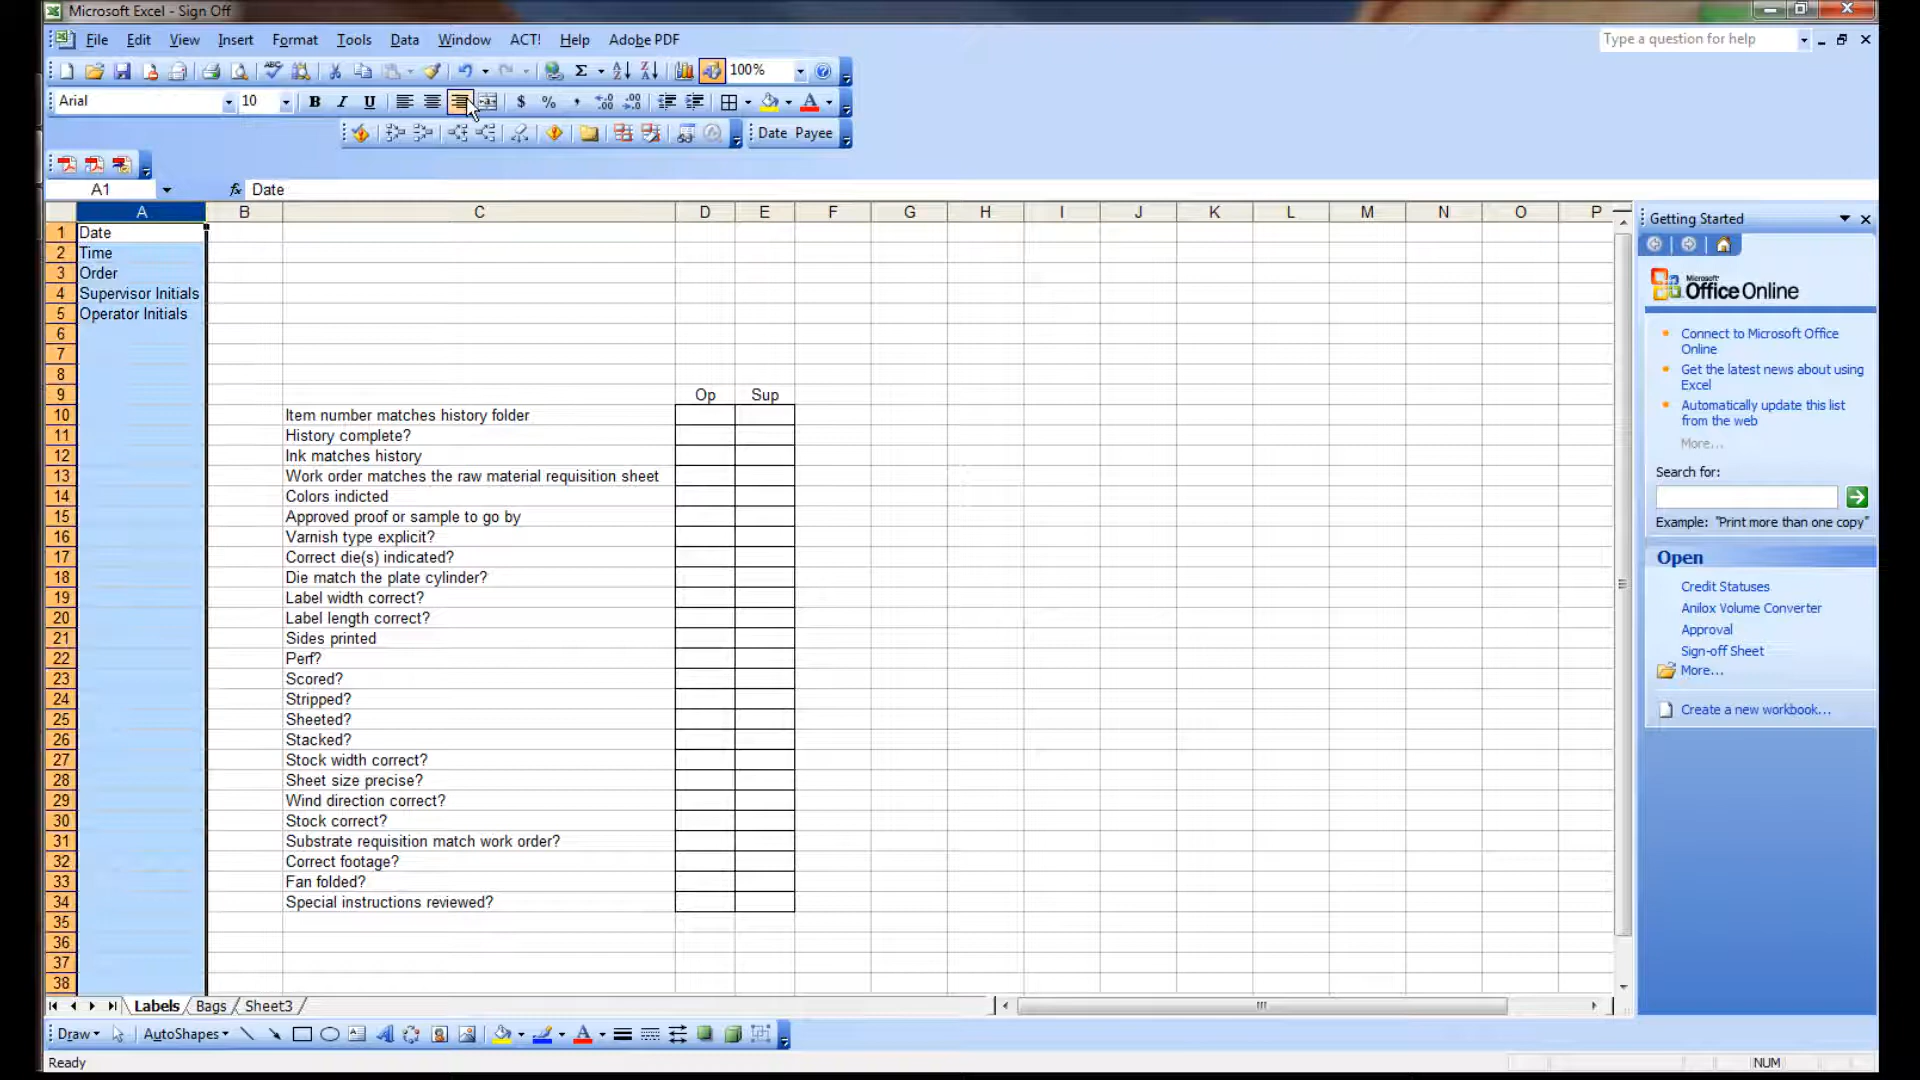 Microsoft Excel - Sign Off
File Edit View Insert Format Tools Data Window ACT! Help Adobe PDF
Type a question for help
100%
Arial 10 B I U $ % ,
Date Payee
A1 fx Date
A B C D E F G H I J K L M N O P
1 Date
2 Time
3 Order
4 Supervisor Initials
5 Operator Initials
6
7
8
9 Op Sup
10 Item number matches history folder
11 History complete?
12 Ink matches history
13 Work order matches the raw material requisition sheet
14 Colors indicted
15 Approved proof or sample to go by
16 Varnish type explicit?
17 Correct die(s) indicated?
18 Die match the plate cylinder?
19 Label width correct?
20 Label length correct?
21 Sides printed
22 Perf?
23 Scored?
24 Stripped?
25 Sheeted?
26 Stacked?
27 Stock width correct?
28 Sheet size precise?
29 Wind direction correct?
30 Stock correct?
31 Substrate requisition match work order?
32 Correct footage?
33 Fan folded?
34 Special instructions reviewed?
35
36
37
38
Getting Started
Microsoft
Office Online
Connect to Microsoft Office
Online
Get the latest news about using
Excel
Automatically update this list
from the web
More...
Search for:
Example: "Print more than one copy"
Open
Credit Statuses
Anilox Volume Converter
Approval
Sign-off Sheet
More...
Create a new workbook...
Labels Bags Sheet3
Draw AutoShapes
Ready
NUM